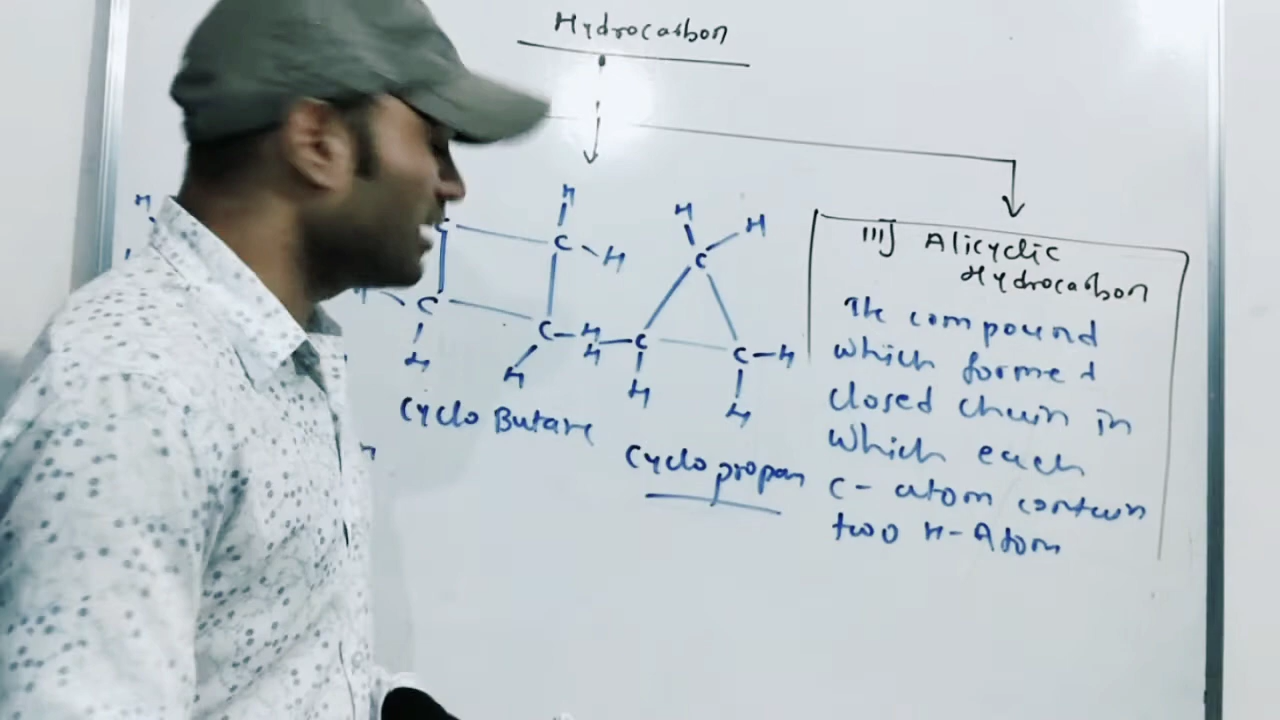 Hydrocarbon
III] Alicyclic
Hydrocarbon
The compound
which formed
closed chain in
which each
C- atom contain
two H-Atom
H
H
H
H
C
H
C
H
C
C
H
H
H
H
C
C
H
C
H
H
H
H
Cyclo Butane
Cyclo propan